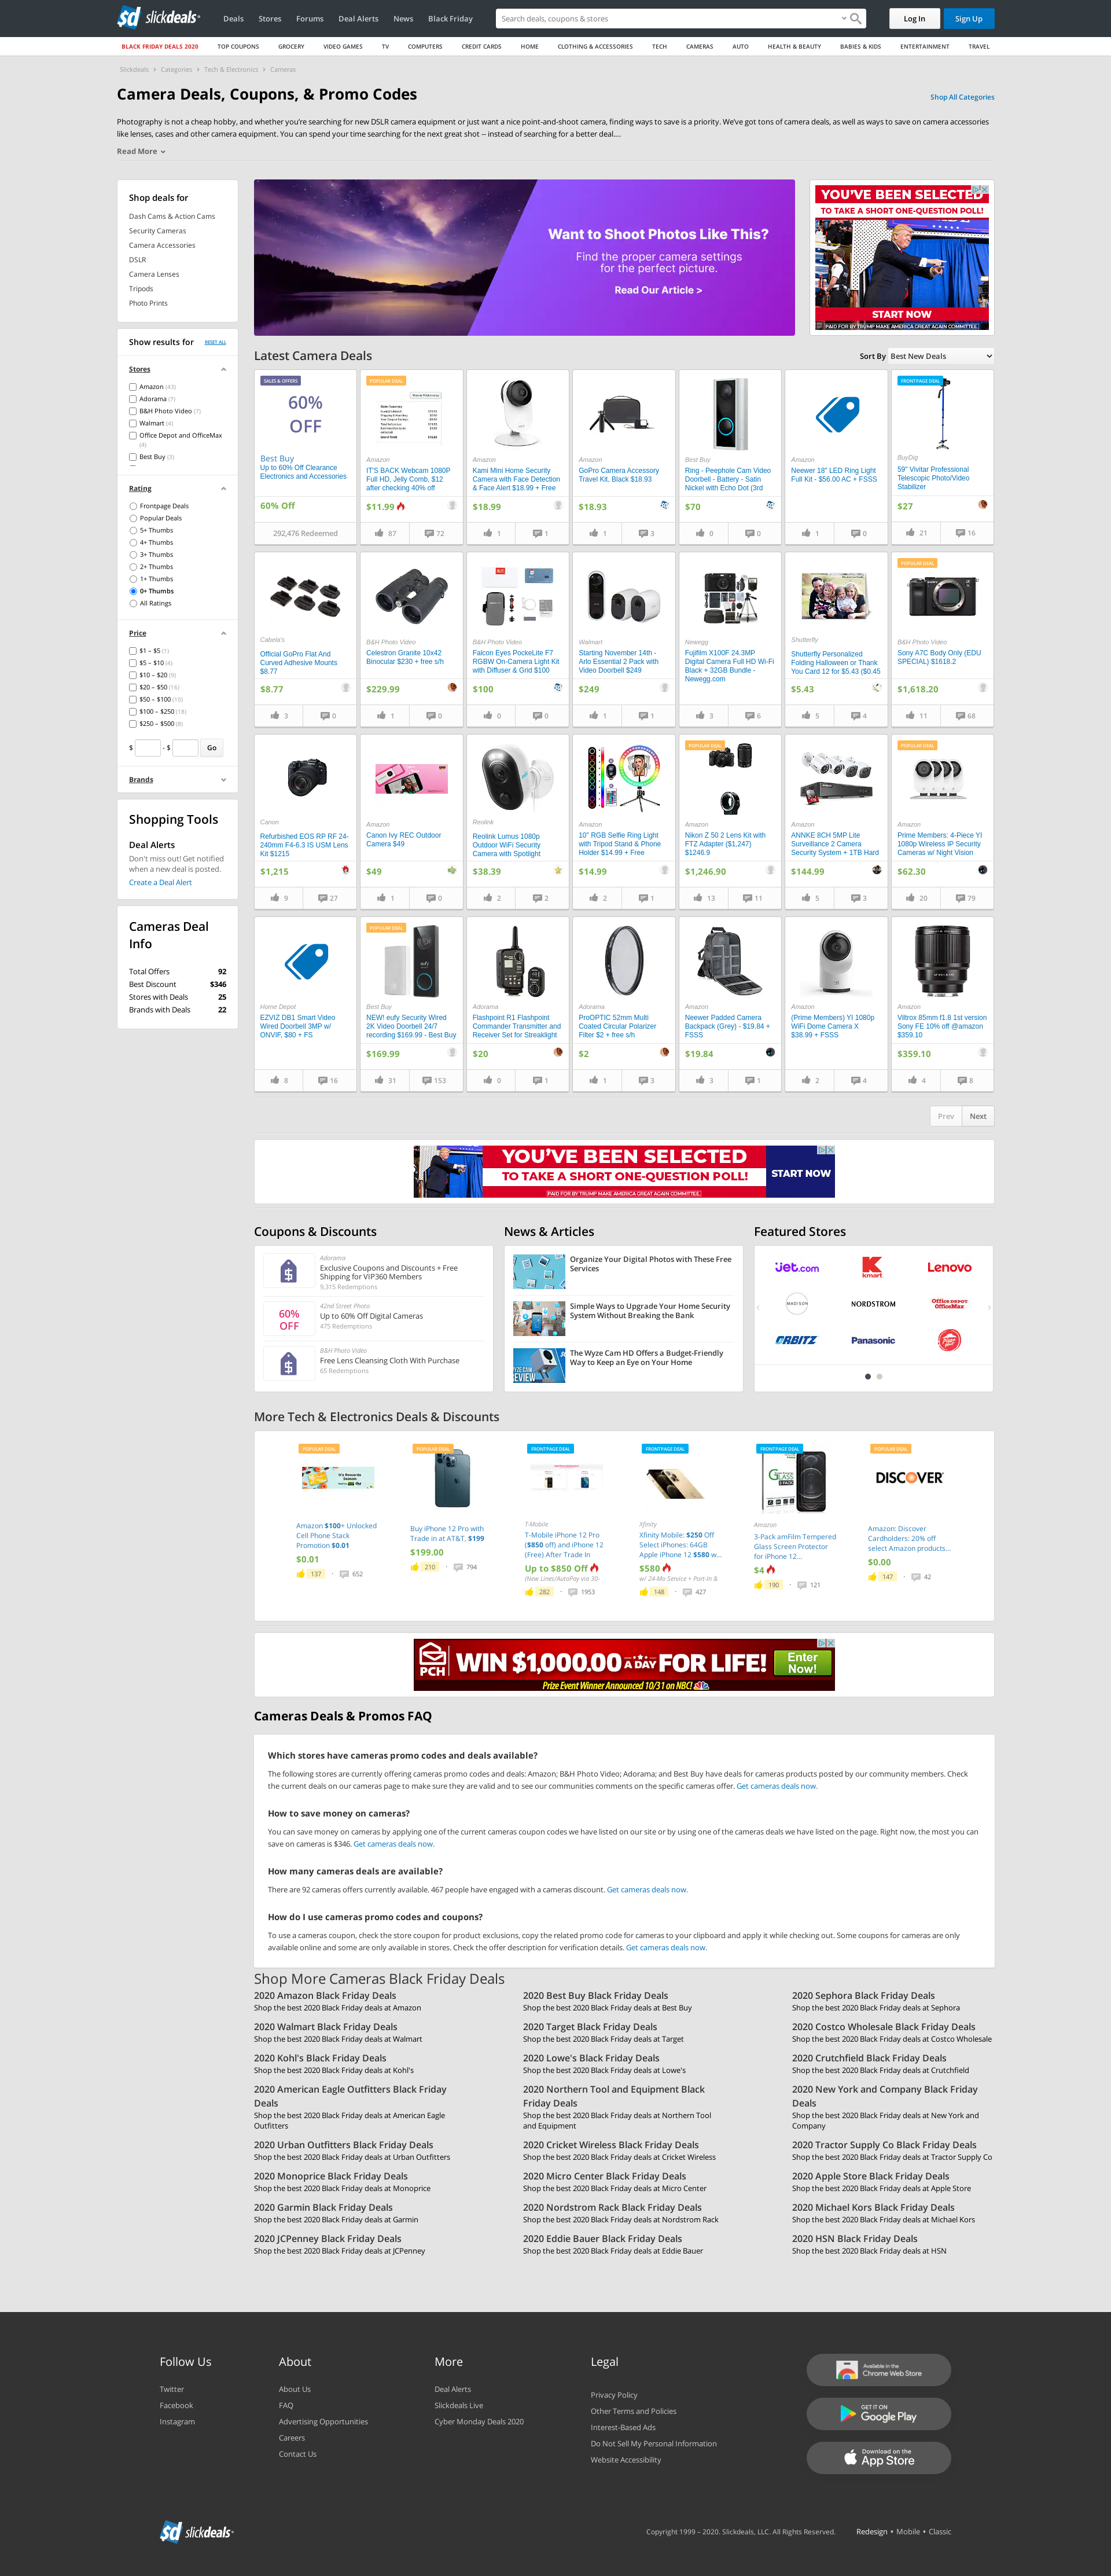 slickdeals
Deals
Stores
Forums
Deal Alerts
News
Black Friday
Search deals, coupons & stores
Log In
Sign Up
BLACK FRIDAY DEALS 2020
TOP COUPONS
GROCERY
VIDEO GAMES
TV
COMPUTERS
CREDIT CARDS
HOME
CLOTHING & ACCESSORIES
TECH
CAMERAS
AUTO
HEALTH & BEAUTY
BABIES & KIDS
ENTERTAINMENT
TRAVEL
Slickdeals > Categories > Tech & Electronics > Cameras
Camera Deals, Coupons, & Promo Codes
Shop All Categories
Photography is not a cheap hobby, and whether you're searching for new DSLR camera equipment or just want a nice point-and-shoot camera, finding ways to save is a priority. We've got tons of camera deals, as well as ways to save on camera accessories
like lenses, cases and other camera equipment. You can spend your time searching for the next great shot -- instead of searching for a better deal....
Read More
Shop deals for
Dash Cams & Action Cams
Security Cameras
Camera Accessories
DSLR
Camera Lenses
Tripods
Photo Prints
Show results for
RESET ALL
Stores
Amazon (43)
Adorama (7)
B&H Photo Video (7)
Walmart (4)
Office Depot and OfficeMax
(4)
Best Buy (3)
Rating
Frontpage Deals
Popular Deals
5+ Thumbs
4+ Thumbs
3+ Thumbs
2+ Thumbs
1+ Thumbs
0+ Thumbs
All Ratings
Price
$1 – $5 (1)
$5 – $10 (4)
$10 – $20 (9)
$20 – $50 (16)
$50 – $100 (10)
$100 – $250 (18)
$250 – $500 (8)
$ - $ Go
Brands
Shopping Tools
Deal Alerts
Don't miss out! Get notified
when a new deal is posted.
Create a Deal Alert
Cameras Deal
Info
Total Offers 92
Best Discount $346
Stores with Deals 25
Brands with Deals 22
Want to Shoot Photos Like This?
Find the proper camera settings
for the perfect picture.
Read Our Article >
YOU'VE BEEN SELECTED
TO TAKE A SHORT ONE-QUESTION POLL!
START NOW
PAID FOR BY TRUMP MAKE AMERICA GREAT AGAIN COMMITTEE.
Latest Camera Deals
Sort By Best New Deals
SALES & OFFERS
60%
OFF
Best Buy
Up to 60% Off Clearance
Electronics and Accessories
60% Off
292,476 Redeemed
POPULAR DEAL
Amazon
IT'S BACK Webcam 1080P
Full HD, Jelly Comb, $12
after checking 40% off
$11.99
87 72
Amazon
Kami Mini Home Security
Camera with Face Detection
& Face Alert $18.99 + Free
$18.99
1 1
Amazon
GoPro Camera Accessory
Travel Kit, Black $18.93
$18.93
1 3
Best Buy
Ring - Peephole Cam Video
Doorbell - Battery - Satin
Nickel with Echo Dot (3rd
$70
0 0
Amazon
Neewer 18" LED Ring Light
Full Kit - $56.00 AC + FSSS
1 0
FRONTPAGE DEAL
BuyDig
59" Vivitar Professional
Telescopic Photo/Video
Stabilizer
$27
21 16
Cabela's
Official GoPro Flat And
Curved Adhesive Mounts
$8.77
$8.77
3 0
B&H Photo Video
Celestron Granite 10x42
Binocular $230 + free s/h
$229.99
1 0
B&H Photo Video
Falcon Eyes PockeLite F7
RGBW On-Camera Light Kit
with Diffuser & Grid $100
$100
0 0
Walmart
Starting November 14th -
Arlo Essential 2 Pack with
Video Doorbell $249
$249
1 1
Newegg
Fujifilm X100F 24.3MP
Digital Camera Full HD Wi-Fi
Black + 32GB Bundle -
Newegg.com
3 6
Shutterfly
Shutterfly Personalized
Folding Halloween or Thank
You Card 12 for $5.43 ($0.45
$5.43
5 4
POPULAR DEAL
B&H Photo Video
Sony A7C Body Only (EDU
SPECIAL) $1618.2
$1,618.20
11 68
Canon
Refurbished EOS RP RF 24-
240mm F4-6.3 IS USM Lens
Kit $1215
$1,215
9 27
Amazon
Canon Ivy REC Outdoor
Camera $49
$49
1 0
Reolink
Reolink Lumus 1080p
Outdoor WiFi Security
Camera with Spotlight
$38.39
2 2
Amazon
10" RGB Selfie Ring Light
with Tripod Stand & Phone
Holder $14.99 + Free
$14.99
2 1
POPULAR DEAL
Amazon
Nikon Z 50 2 Lens Kit with
FTZ Adapter ($1,247)
$1246.9
$1,246.90
13 11
Amazon
ANNKE 8CH 5MP Lite
Surveillance 2 Camera
Security System + 1TB Hard
$144.99
5 3
POPULAR DEAL
Amazon
Prime Members: 4-Piece YI
1080p Wireless IP Security
Cameras w/ Night Vision
$62.30
20 79
Home Depot
EZVIZ DB1 Smart Video
Wired Doorbell 3MP w/
ONVIF, $80 + FS
8 16
POPULAR DEAL
Best Buy
NEW! eufy Security Wired
2K Video Doorbell 24/7
recording $169.99 - Best Buy
$169.99
31 153
Adorama
Flashpoint R1 Flashpoint
Commander Transmitter and
Receiver Set for Streaklight
$20
0 1
Adorama
ProOPTIC 52mm Multi
Coated Circular Polarizer
Filter $2 + free s/h
$2
1 3
Amazon
Neewer Padded Camera
Backpack (Grey) - $19.84 +
FSSS
$19.84
3 1
Amazon
(Prime Members) YI 1080p
WiFi Dome Camera X
$38.99 + FSSS
2 4
Amazon
Viltrox 85mm f1.8 1st version
Sony FE 10% off @amazon
$359.10
$359.10
4 8
Prev
Next
YOU'VE BEEN SELECTED
TO TAKE A SHORT ONE-QUESTION POLL!
PAID FOR BY TRUMP MAKE AMERICA GREAT AGAIN COMMITTEE.
START NOW
Coupons & Discounts
Adorama
Exclusive Coupons and Discounts + Free
Shipping for VIP360 Members
9,315 Redemptions
60%
OFF
42nd Street Photo
Up to 60% Off Digital Cameras
475 Redemptions
B&H Photo Video
Free Lens Cleansing Cloth With Purchase
65 Redemptions
News & Articles
Organize Your Digital Photos with These Free
Services
Simple Ways to Upgrade Your Home Security
System Without Breaking the Bank
WYZE CAM
REVIEW
The Wyze Cam HD Offers a Budget-Friendly
Way to Keep an Eye on Your Home
Featured Stores
jet.com
kmart
Lenovo
MADISON
NORDSTROM
Office DEPOT
OfficeMax
ORBITZ
Panasonic
Pizza Hut
More Tech & Electronics Deals & Discounts
POPULAR DEAL
Amazon $100+ Unlocked
Cell Phone Stack
Promotion $0.01
$0.01
137 · 652
POPULAR DEAL
Buy iPhone 12 Pro with
Trade in at AT&T, $199
$199.00
210 · 794
FRONTPAGE DEAL
T-Mobile
T-Mobile iPhone 12 Pro
($850 off) and iPhone 12
(Free) After Trade In
Up to $850 Off
(New Lines/AutoPay via 30-
282 · 1953
FRONTPAGE DEAL
Xfinity
Xfinity Mobile: $250 Off
Select iPhones: 64GB
Apple iPhone 12 $580 w...
$580
w/ 24-Mo Service + Port-In &
148 · 427
FRONTPAGE DEAL
Amazon
3-Pack amFilm Tempered
Glass Screen Protector
for iPhone 12...
$4
190 · 121
POPULAR DEAL
DISCOVER
Amazon: Discover
Cardholders: 20% off
select Amazon products...
$0.00
147 · 42
PCH
WIN $1,000.00 A DAY FOR LIFE!
Prize Event Winner Announced 10/31 on NBC!
Enter
Now!
Cameras Deals & Promos FAQ
Which stores have cameras promo codes and deals available?
The following stores are currently offering cameras promo codes and deals: Amazon; B&H Photo Video; Adorama; and Best Buy have deals for cameras products posted by our community members. Check
the current deals on our cameras page to make sure they are valid and to see our communities comments on the specific cameras offer. Get cameras deals now.
How to save money on cameras?
You can save money on cameras by applying one of the current cameras coupon codes we have listed on our site or by using one of the cameras deals we have listed on the page. Right now, the most you can
save on cameras is $346. Get cameras deals now.
How many cameras deals are available?
There are 92 cameras offers currently available. 467 people have engaged with a cameras discount. Get cameras deals now.
How do I use cameras promo codes and coupons?
To use a cameras coupon, check the store coupon for product exclusions, copy the related promo code for cameras to your clipboard and apply it while checking out. Some coupons for cameras are only
available online and some are only available in stores. Check the offer description for verification details. Get cameras deals now.
Shop More Cameras Black Friday Deals
2020 Amazon Black Friday Deals
Shop the best 2020 Black Friday deals at Amazon
2020 Best Buy Black Friday Deals
Shop the best 2020 Black Friday deals at Best Buy
2020 Sephora Black Friday Deals
Shop the best 2020 Black Friday deals at Sephora
2020 Walmart Black Friday Deals
Shop the best 2020 Black Friday deals at Walmart
2020 Target Black Friday Deals
Shop the best 2020 Black Friday deals at Target
2020 Costco Wholesale Black Friday Deals
Shop the best 2020 Black Friday deals at Costco Wholesale
2020 Kohl's Black Friday Deals
Shop the best 2020 Black Friday deals at Kohl's
2020 Lowe's Black Friday Deals
Shop the best 2020 Black Friday deals at Lowe's
2020 Crutchfield Black Friday Deals
Shop the best 2020 Black Friday deals at Crutchfield
2020 American Eagle Outfitters Black Friday
Deals
Shop the best 2020 Black Friday deals at American Eagle
Outfitters
2020 Northern Tool and Equipment Black
Friday Deals
Shop the best 2020 Black Friday deals at Northern Tool
and Equipment
2020 New York and Company Black Friday
Deals
Shop the best 2020 Black Friday deals at New York and
Company
2020 Urban Outfitters Black Friday Deals
Shop the best 2020 Black Friday deals at Urban Outfitters
2020 Cricket Wireless Black Friday Deals
Shop the best 2020 Black Friday deals at Cricket Wireless
2020 Tractor Supply Co Black Friday Deals
Shop the best 2020 Black Friday deals at Tractor Supply Co
2020 Monoprice Black Friday Deals
Shop the best 2020 Black Friday deals at Monoprice
2020 Micro Center Black Friday Deals
Shop the best 2020 Black Friday deals at Micro Center
2020 Apple Store Black Friday Deals
Shop the best 2020 Black Friday deals at Apple Store
2020 Garmin Black Friday Deals
Shop the best 2020 Black Friday deals at Garmin
2020 Nordstrom Rack Black Friday Deals
Shop the best 2020 Black Friday deals at Nordstrom Rack
2020 Michael Kors Black Friday Deals
Shop the best 2020 Black Friday deals at Michael Kors
2020 JCPenney Black Friday Deals
Shop the best 2020 Black Friday deals at JCPenney
2020 Eddie Bauer Black Friday Deals
Shop the best 2020 Black Friday deals at Eddie Bauer
2020 HSN Black Friday Deals
Shop the best 2020 Black Friday deals at HSN
Follow Us
Twitter
Facebook
Instagram
About
About Us
FAQ
Advertising Opportunities
Careers
Contact Us
More
Deal Alerts
Slickdeals Live
Cyber Monday Deals 2020
Legal
Privacy Policy
Other Terms and Policies
Interest-Based Ads
Do Not Sell My Personal Information
Website Accessibility
Available in the
Chrome Web Store
GET IT ON
Google Play
Download on the
App Store
slickdeals
Copyright 1999 – 2020. Slickdeals, LLC. All Rights Reserved.
Redesign • Mobile • Classic